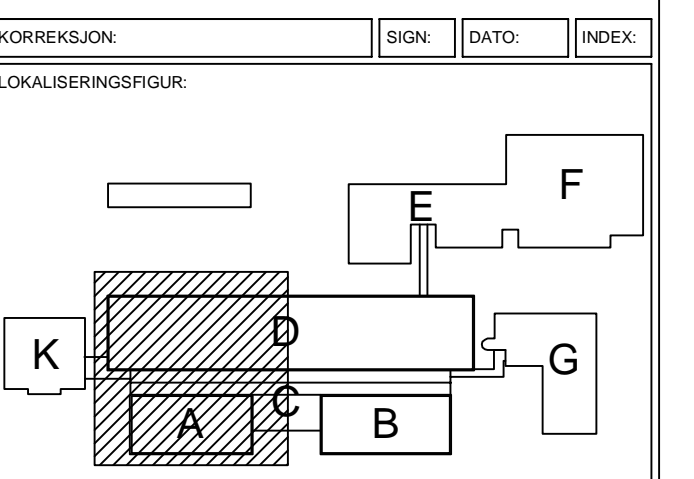 KORREKSJON: SIGN: DATO: INDEX:
LOKALISERINGSFIGUR:
F
E
D
K
G
C
A
B